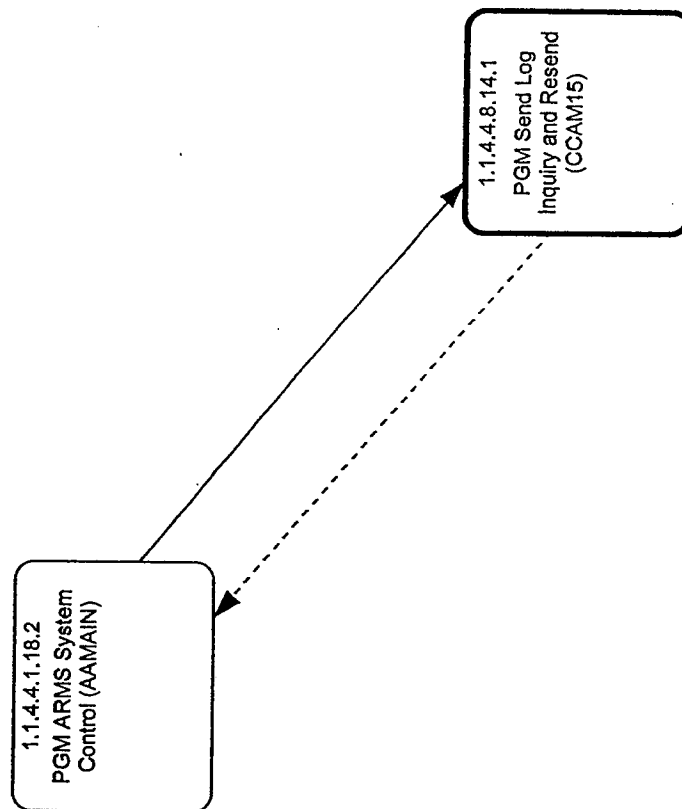 1.1.4.4.1.18.2
PGM ARMS System
Control (AAMAIN)
1.1.4.4.8.14.1
PGM Send Log
Inquiry and Resend
(CCAM15)